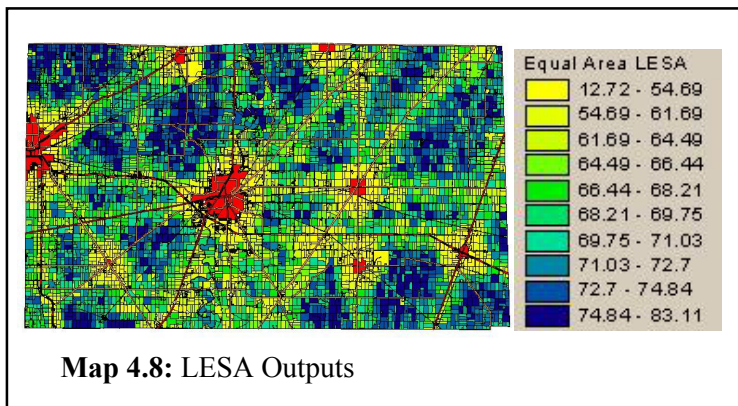 Equal Area LESA
12.72 - 54.69
54.69 - 61.69
61.69 - 64.49
64.49 - 66.44
66.44 - 68.21
68.21 - 69.75
69.75 - 71.03
71.03 - 72.7
72.7 - 74.84
74.84 - 83.11
Map 4.8: LESA Outputs